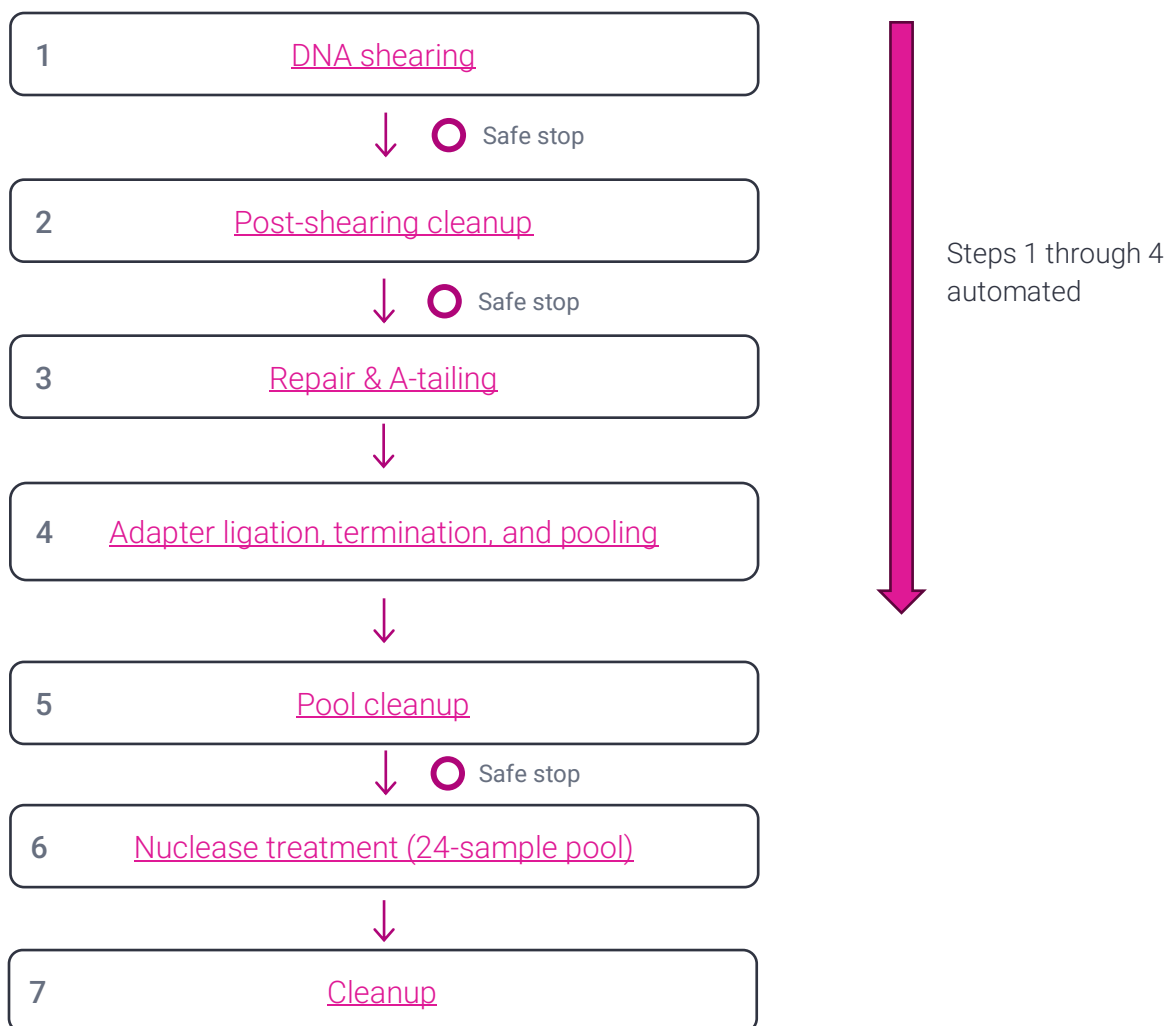 1 DNA shearing
Safe stop
2 Post-shearing cleanup
Safe stop
3 Repair & A-tailing
4 Adapter ligation, termination, and pooling
5 Pool cleanup
Safe stop
6 Nuclease treatment (24-sample pool)
7 Cleanup
Steps 1 through 4
automated